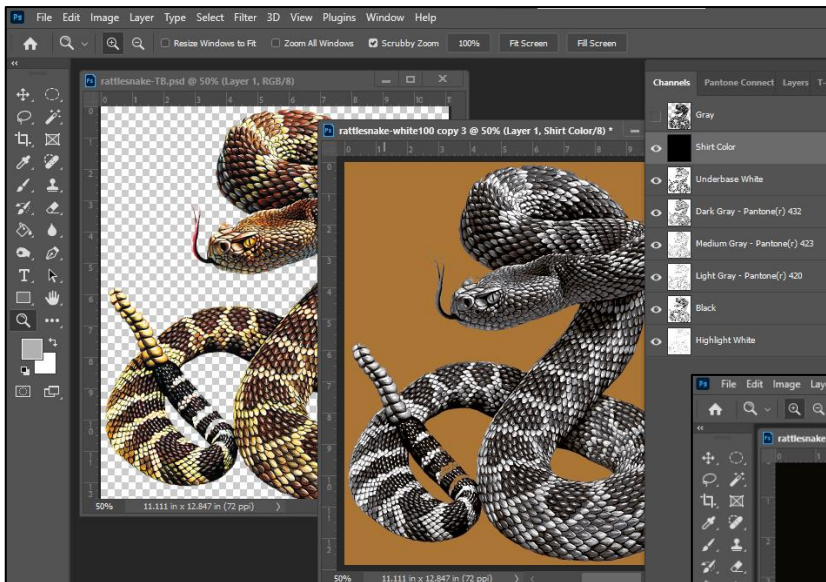 Ps File Edit Image Layer Type Select Filter 3D View Plugins Window Help
Resize Windows to Fit Zoom All Windows Scrubby Zoom 100% Fit Screen Fill Screen
rattlesnake-TB.psd @ 50% (Layer 1, RGB/8)
rattlesnake-white100 copy 3 @ 50% (Layer 1, Shirt Color/8) *
Channels Pantone Connect Layers T-
Gray
Shirt Color
Underbase White
Dark Gray - Pantone(r) 432
Medium Gray - Pantone(r) 423
Light Gray - Pantone(r) 420
Black
Highlight White
50% 11.111 in x 12.847 in (72 ppi)
50% 11.111 in x 12.847 in (72 ppi)
Ps File Edit Image Lay
rattlesnake